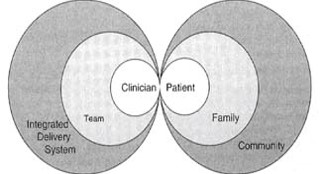 Clinician Patient
Team
Family
Integrated
Delivery
System
Community